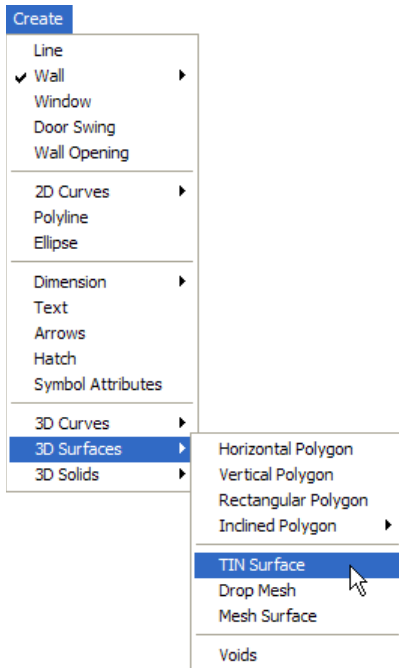 Create
Line
Wall
Window
Door Swing
Wall Opening
2D Curves
Polyline
Ellipse
Dimension
Text
Arrows
Hatch
Symbol Attributes
3D Curves
3D Surfaces
3D Solids
Horizontal Polygon
Vertical Polygon
Rectangular Polygon
Inclined Polygon
TIN Surface
Drop Mesh
Mesh Surface
Voids